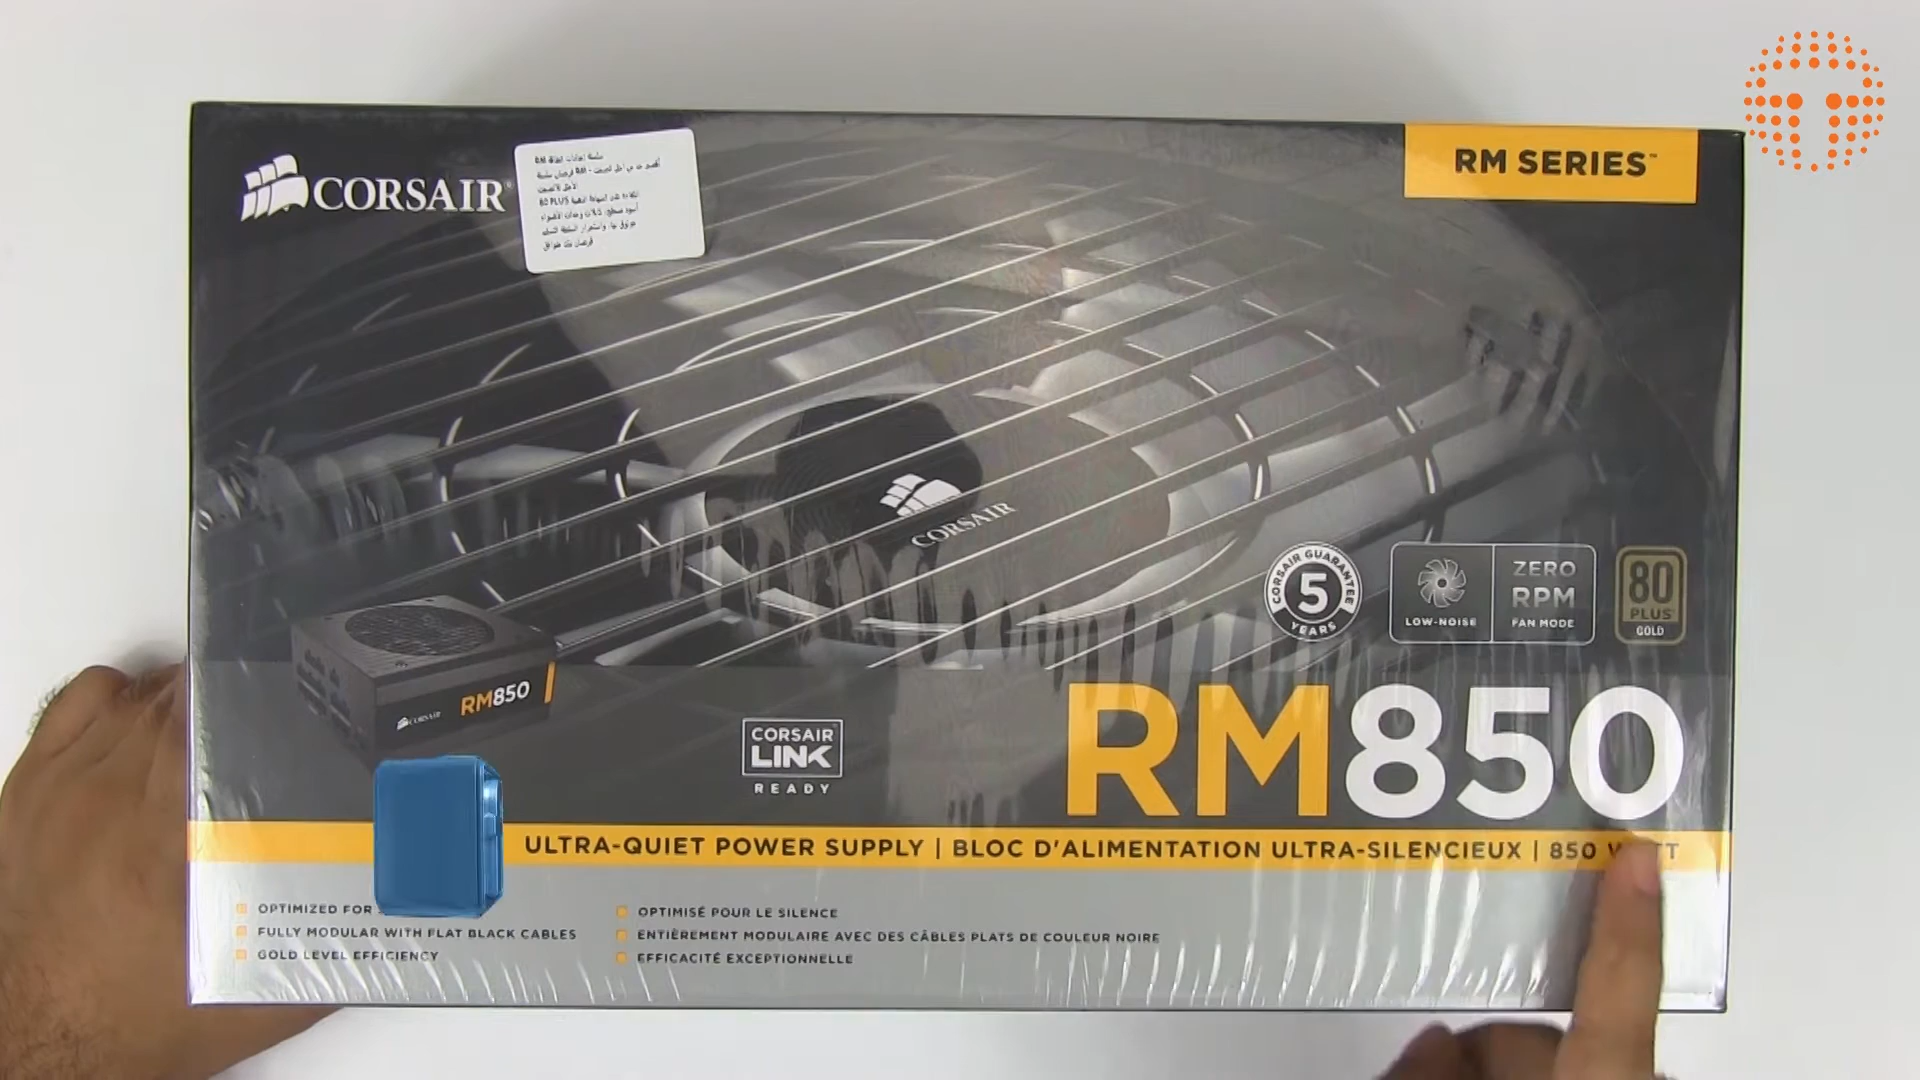 CORSAIR
RM SERIES™
CORSAIR
CORSAIR GUARANTEE
5
YEARS
LOW-NOISE
ZERO
RPM
FAN MODE
80
PLUS
GOLD
CORSAIR RM850
CORSAIR
LINK
READY
RM850
ULTRA-QUIET POWER SUPPLY | BLOC D'ALIMENTATION ULTRA-SILENCIEUX | 850
OPTIMIZED FOR
FULLY MODULAR WITH FLAT BLACK CABLES
GOLD LEVEL EFFICIENCY
OPTIMISÉ POUR LE SILENCE
ENTIÈREMENT MODULAIRE AVEC DES CÂBLES PLATS DE COULEUR NOIRE
EFFICACITÉ EXCEPTIONNELLE